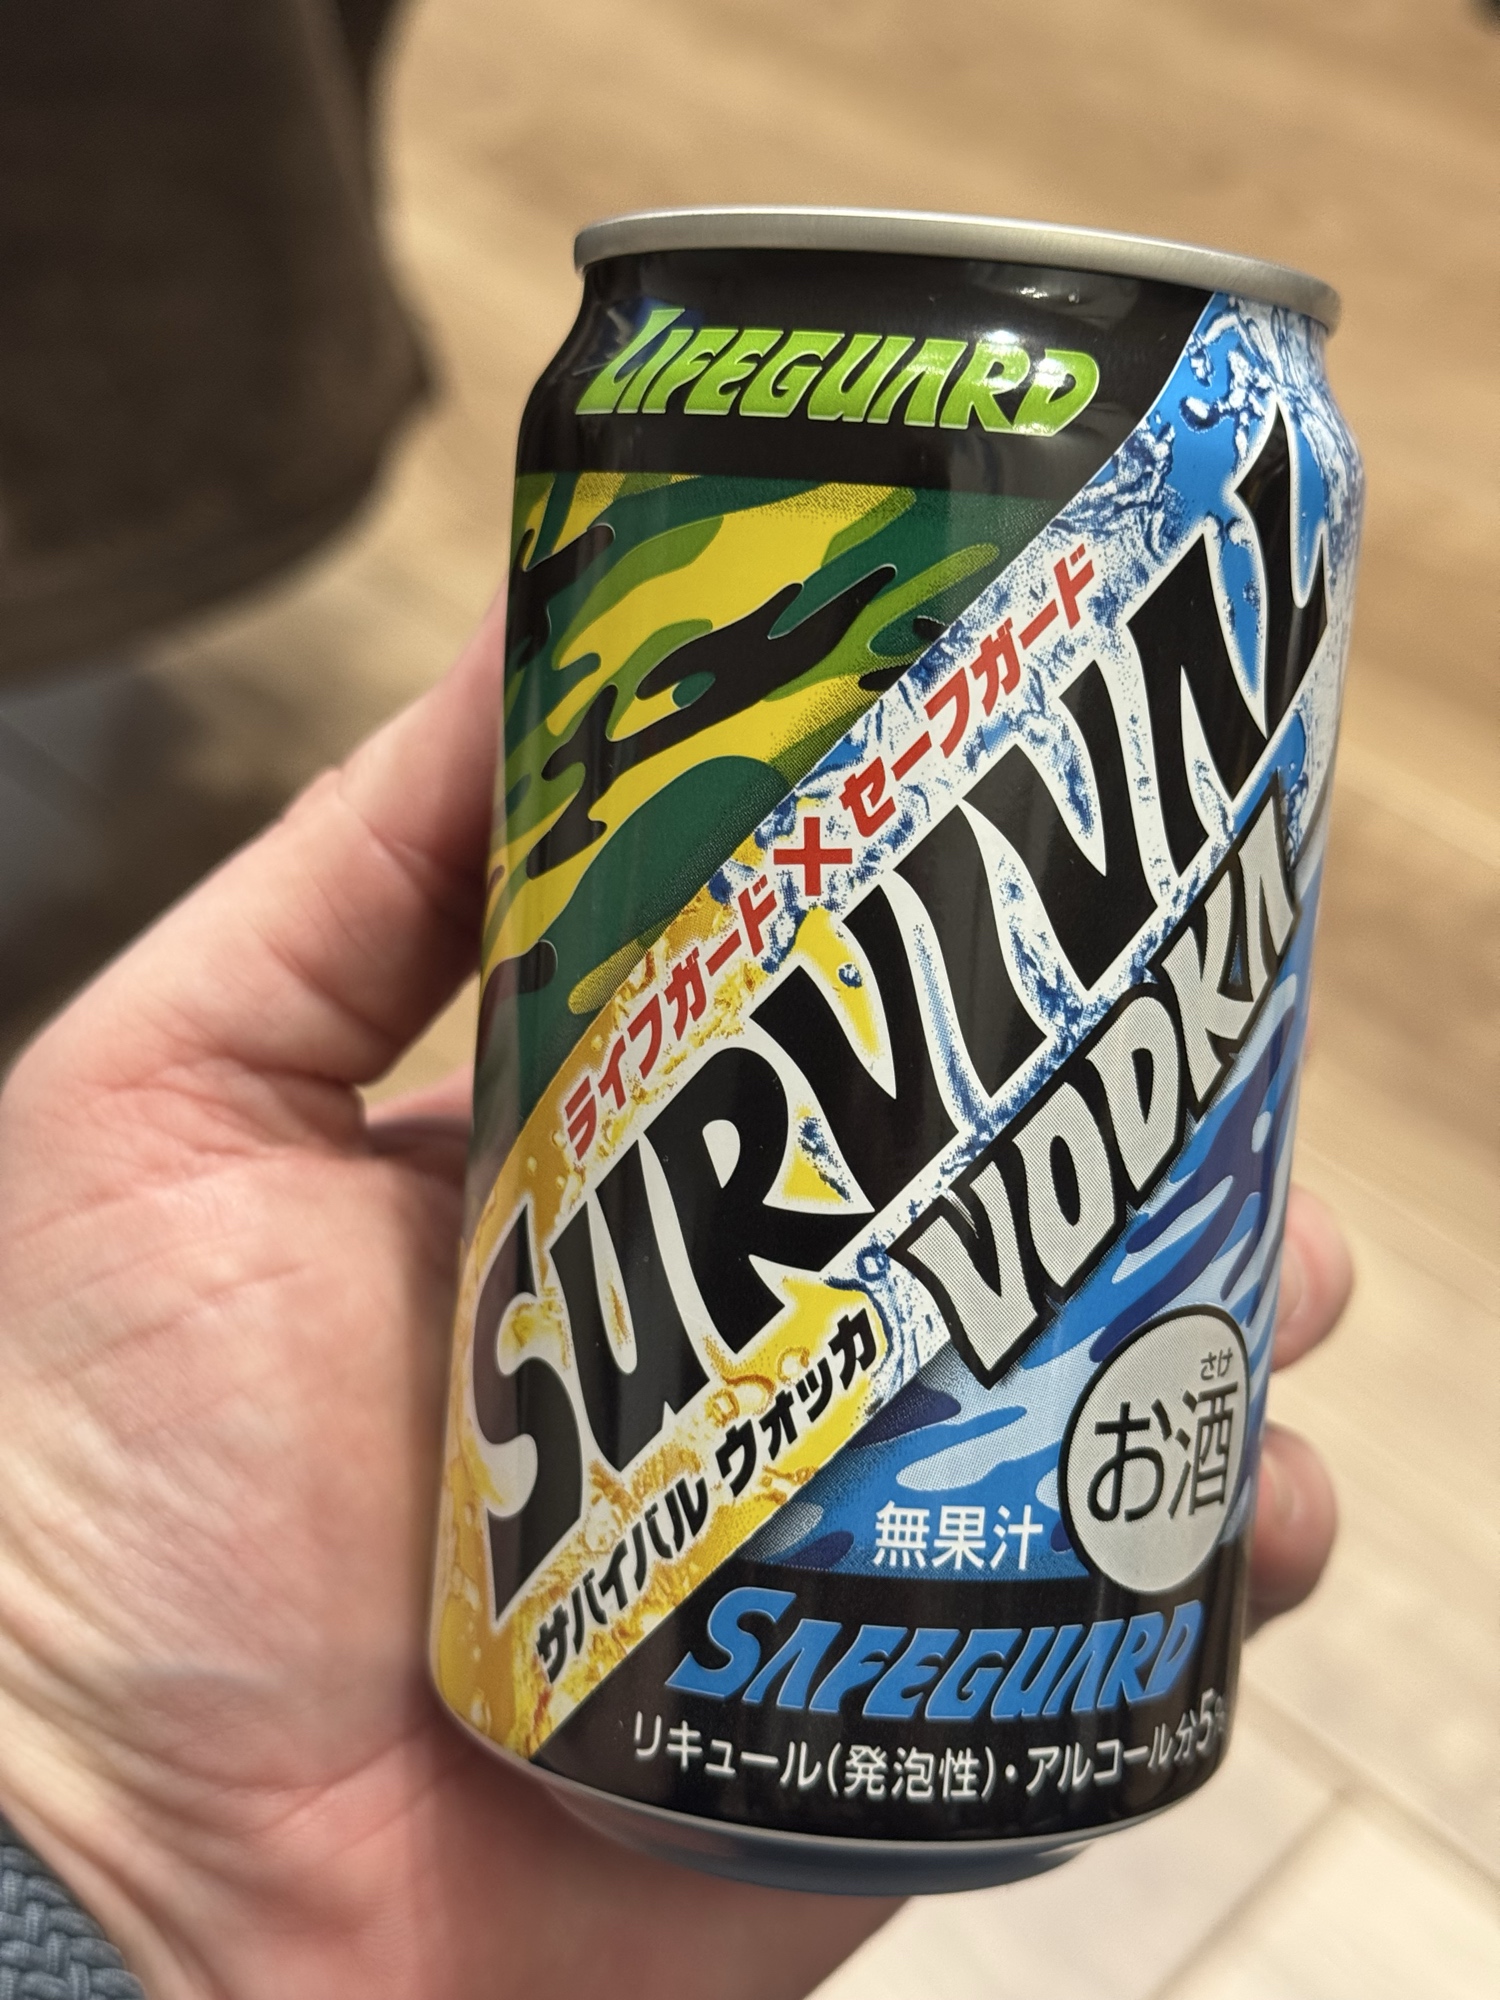 LIFEGUARD
ライフガード×セーフガード
SURVIVAL
VODKA
サバイバル ウォッカ
さけ
お酒
無果汁
SAFEGUARD
リキュール(発泡性)・アルコール分5%